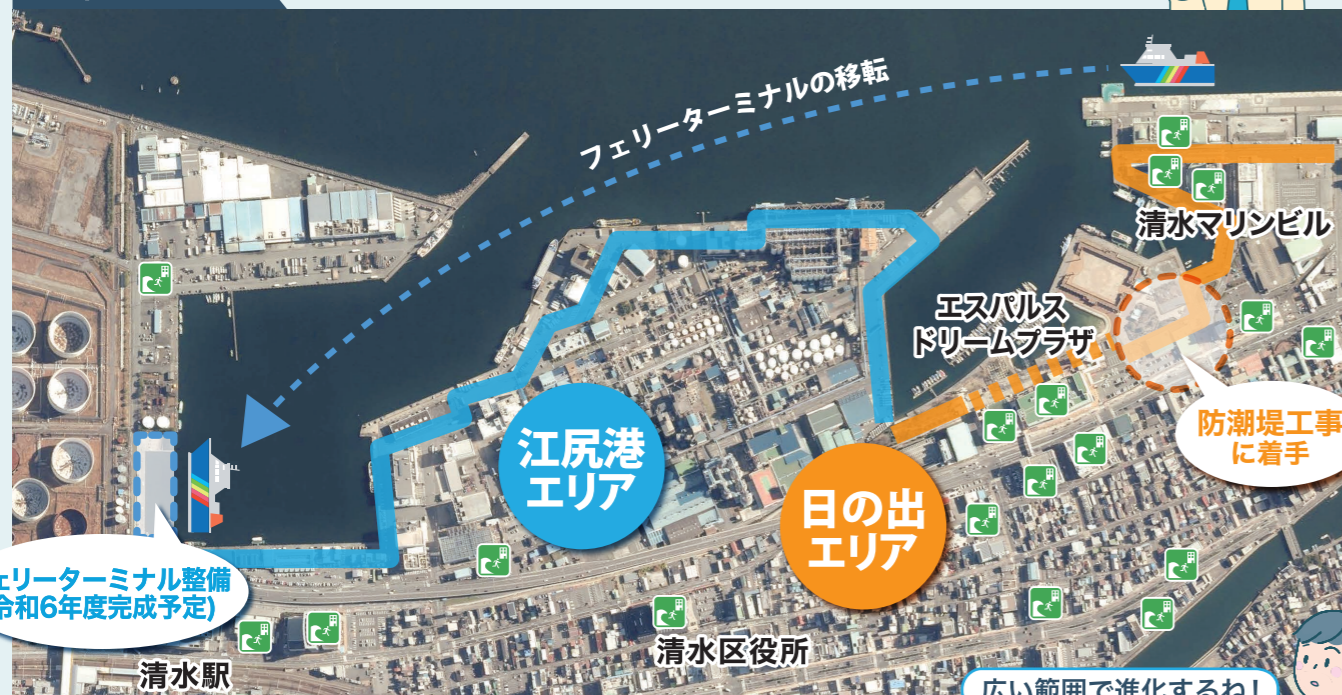 フェリーターミナルの移転
清水マリンビル
エスパルス
ドリームプラザ
防潮堤工事
に着手
江尻港
エリア
日の出
エリア
ェリーターミナル整備
令和6年度完成予定)
清水区役所
清水駅
広い範囲で進化するね!